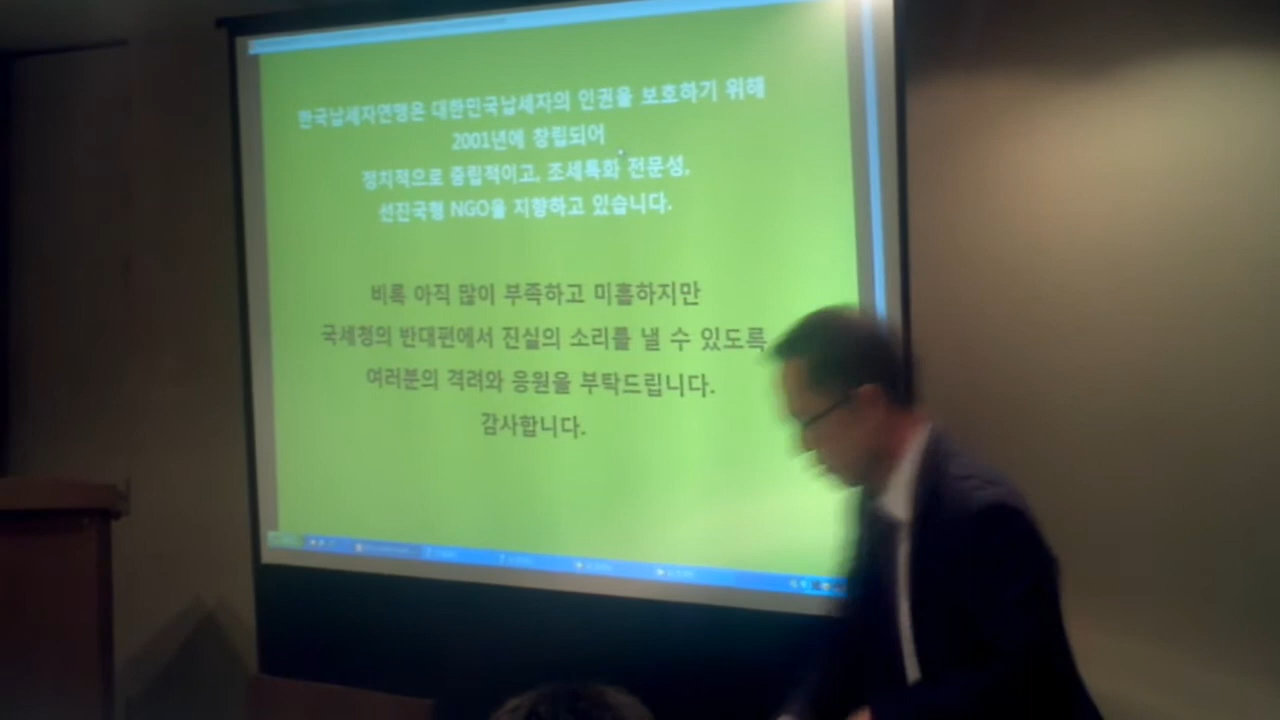 한국납세자연맹은 대한민국납세자의 인권을 보호하기 위해
2001년에 창립되어
정치적으로 중립적이고, 조세특화 전문성,
선진국형 NGO을 지향하고 있습니다.
비록 아직 많이 부족하고 미흡하지만
국세청의 반대편에서 진실의 소리를 낼 수 있도록
여러분의 격려와 응원을 부탁드립니다.
감사합니다.